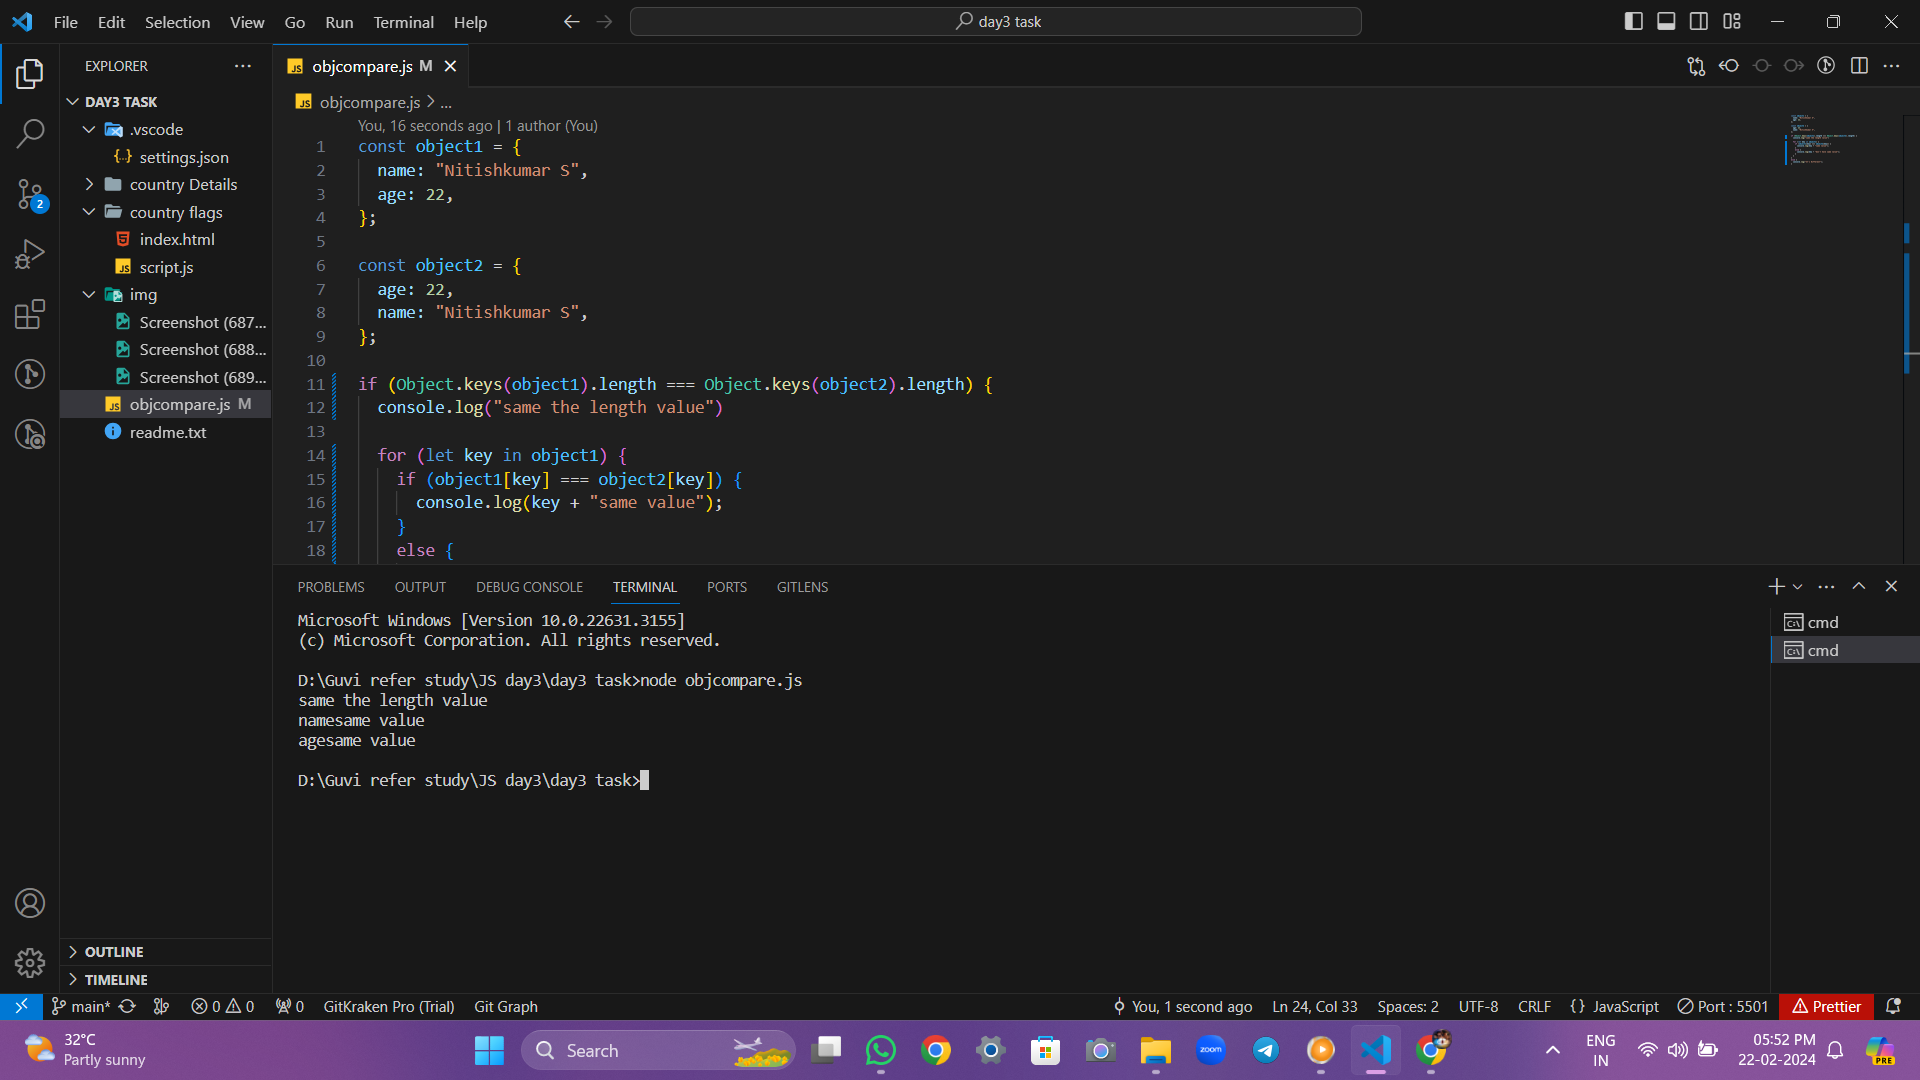 File Edit Selection View Go Run Terminal Help
day3 task
EXPLORER
DAY3 TASK
.vscode
settings.json
country Details
country flags
index.html
script.js
img
Screenshot (687...
Screenshot (688...
Screenshot (689...
objcompare.js M
readme.txt
OUTLINE
TIMELINE
2
objcompare.js M
objcompare.js > ...
You, 16 seconds ago | 1 author (You)
1 const object1 = {
2 name: "Nitishkumar S",
3 age: 22,
4 };
5
6 const object2 = {
7 age: 22,
8 name: "Nitishkumar S",
9 };
10
11 if (Object.keys(object1).length === Object.keys(object2).length) {
12 console.log("same the length value")
13
14 for (let key in object1) {
15 if (object1[key] === object2[key]) {
16 console.log(key + "same value");
17 }
18 else {
PROBLEMS OUTPUT DEBUG CONSOLE TERMINAL PORTS GITLENS
Microsoft Windows [Version 10.0.22631.3155]
(c) Microsoft Corporation. All rights reserved.
D:\Guvi refer study\JS day3\day3 task>node objcompare.js
same the length value
namesame value
agesame value
D:\Guvi refer study\JS day3\day3 task>
cmd
cmd
main* 0 0 0 GitKraken Pro (Trial) Git Graph
You, 1 second ago Ln 24, Col 33 Spaces: 2 UTF-8 CRLF {} JavaScript Port : 5501 Prettier
32°C
Partly sunny
Search
zoom
ENG
IN
05:52 PM
22-02-2024
PRE